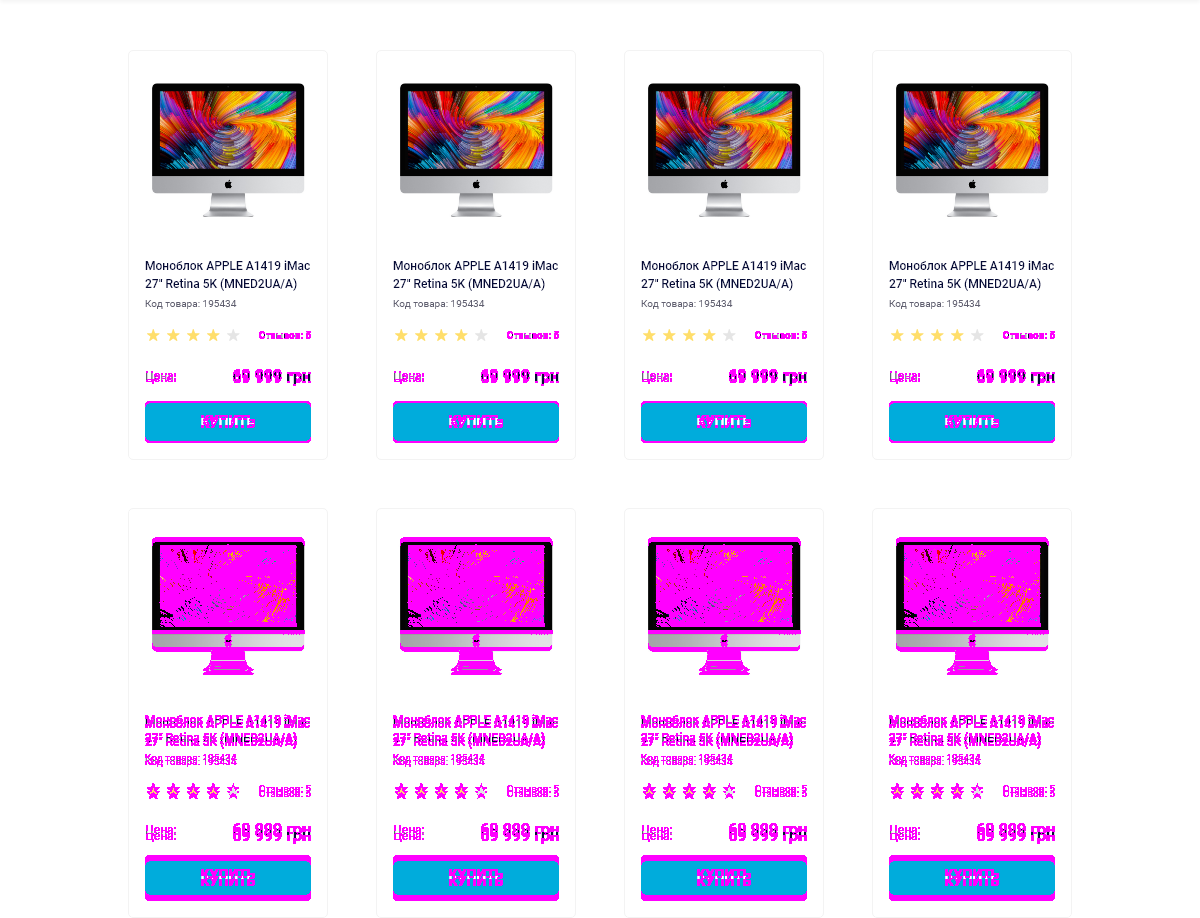 Моноблок APPLE A1419 iMac
27" Retina 5K (MNED2UA/A)
Код товара: 195434
Отзывов: 5
Цена: 69 999 грн
КУПИТЬ
Моноблок APPLE A1419 iMac
27" Retina 5K (MNED2UA/A)
Код товара: 195434
Отзывов: 5
Цена: 69 999 грн
КУПИТЬ
Моноблок APPLE A1419 iMac
27" Retina 5K (MNED2UA/A)
Код товара: 195434
Отзывов: 5
Цена: 69 999 грн
КУПИТЬ
Моноблок APPLE A1419 iMac
27" Retina 5K (MNED2UA/A)
Код товара: 195434
Отзывов: 5
Цена: 69 999 грн
КУПИТЬ
Моноблок APPLE A1419 iMac
27" Retina 5K (MNED2UA/A)
Код товара: 195434
Отзывов: 5
Цена: 69 999 грн
КУПИТЬ
Моноблок APPLE A1419 iMac
27" Retina 5K (MNED2UA/A)
Код товара: 195434
Отзывов: 5
Цена: 69 999 грн
КУПИТЬ
Моноблок APPLE A1419 iMac
27" Retina 5K (MNED2UA/A)
Код товара: 195434
Отзывов: 5
Цена: 69 999 грн
КУПИТЬ
Моноблок APPLE A1419 iMac
27" Retina 5K (MNED2UA/A)
Код товара: 195434
Отзывов: 5
Цена: 69 999 грн
КУПИТЬ